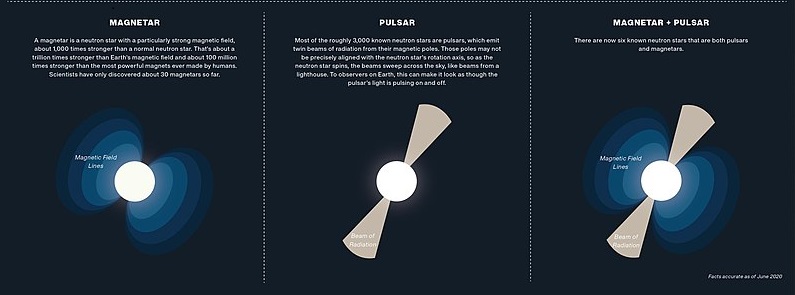 MAGNETAR
A magnetar is a neutron star with a particularly strong magnetic field,
about 1,000 times stronger than a normal neutron star. That's about a
trillion times stronger than Earth's magnetic field and about 100 million
times stronger than the most powerful magnets ever made by humans.
Scientists have only discovered about 30 magnetars so far.
Magnetic Field
Lines
PULSAR
Most of the roughly 3,000 known neutron stars are pulsars, which emit
twin beams of radiation from their magnetic poles. Those poles may not
be precisely aligned with the neutron star's rotation axis, so as the
neutron star spins, the beams sweep across the sky, like beams from a
lighthouse. To observers on Earth, this can make it look as though the
pulsar's light is pulsing on and off.
Beam of
Radiation
MAGNETAR + PULSAR
There are now six known neutron stars that are both pulsars
and magnetars.
Magnetic Field
Lines
Beam of
Radiation
Facts accurate as of June 2020